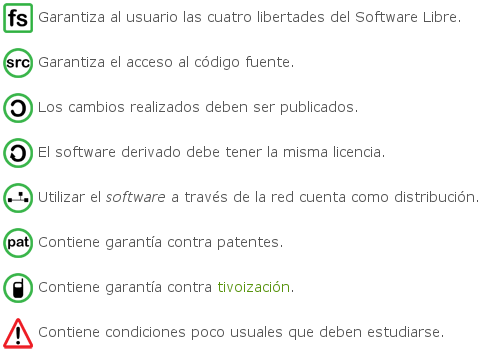 fs Garantiza al usuario las cuatro libertades del Software Libre.
src Garantiza el acceso al código fuente.
Los cambios realizados deben ser publicados.
El software derivado debe tener la misma licencia.
Utilizar el software a través de la red cuenta como distribución.
pat Contiene garantía contra patentes.
Contiene garantía contra tivoización.
! Contiene condiciones poco usuales que deben estudiarse.